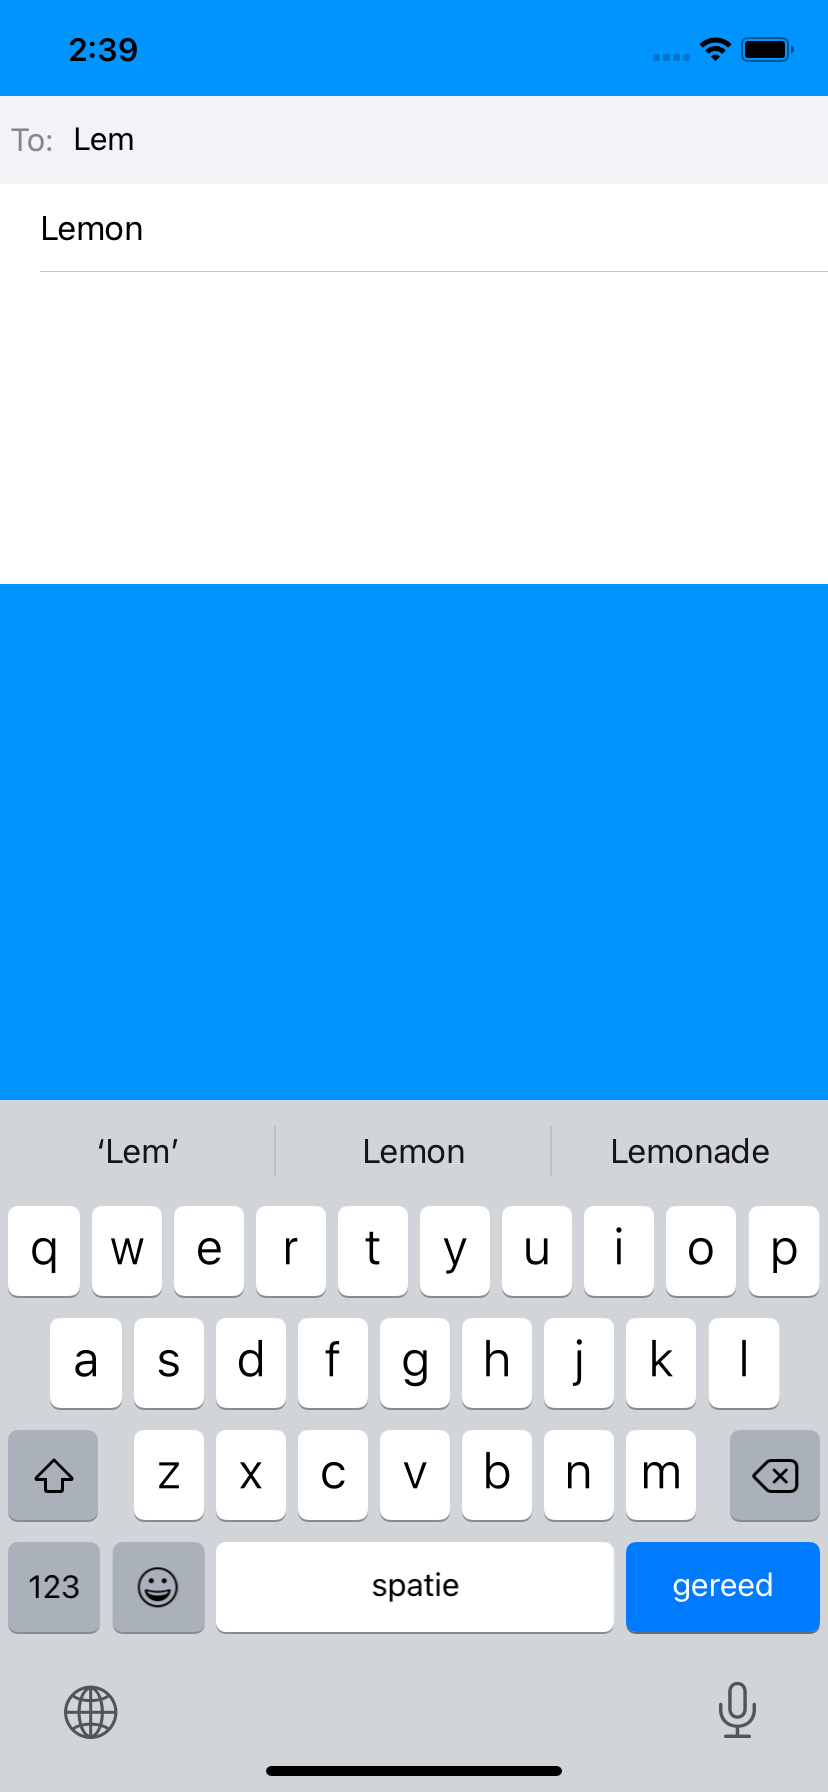 2:39
To: Lem
Lemon
‘Lem’ Lemon Lemonade
q w e r t y u i o p
a s d f g h j k l
z x c v b n m
123 spatie gereed